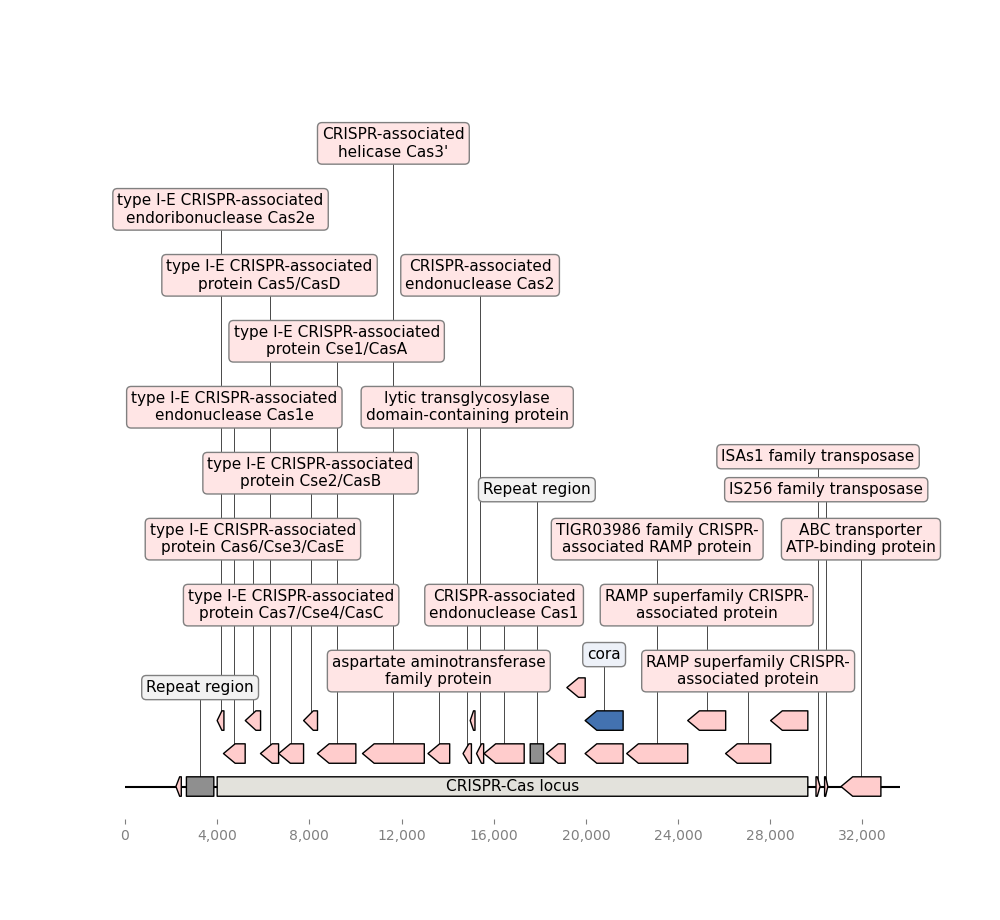 CRISPR-associated
helicase Cas3'
type I-E CRISPR-associated
endoribonuclease Cas2e
type I-E CRISPR-associated
protein Cas5/CasD
CRISPR-associated
endonuclease Cas2
type I-E CRISPR-associated
protein Cse1/CasA
type I-E CRISPR-associated
endonuclease Cas1e
lytic transglycosylase
domain-containing protein
ISAs1 family transposase
type I-E CRISPR-associated
protein Cse2/CasB
Repeat region
IS256 family transposase
type I-E CRISPR-associated
protein Cas6/Cse3/CasE
TIGR03986 family CRISPR-
associated RAMP protein
ABC transporter
ATP-binding protein
type I-E CRISPR-associated
protein Cas7/Cse4/CasC
CRISPR-associated
endonuclease Cas1
RAMP superfamily CRISPR-
associated protein
cora
aspartate aminotransferase
family protein
RAMP superfamily CRISPR-
associated protein
Repeat region
CRISPR-Cas locus
0
4,000
8,000
12,000
16,000
20,000
24,000
28,000
32,000